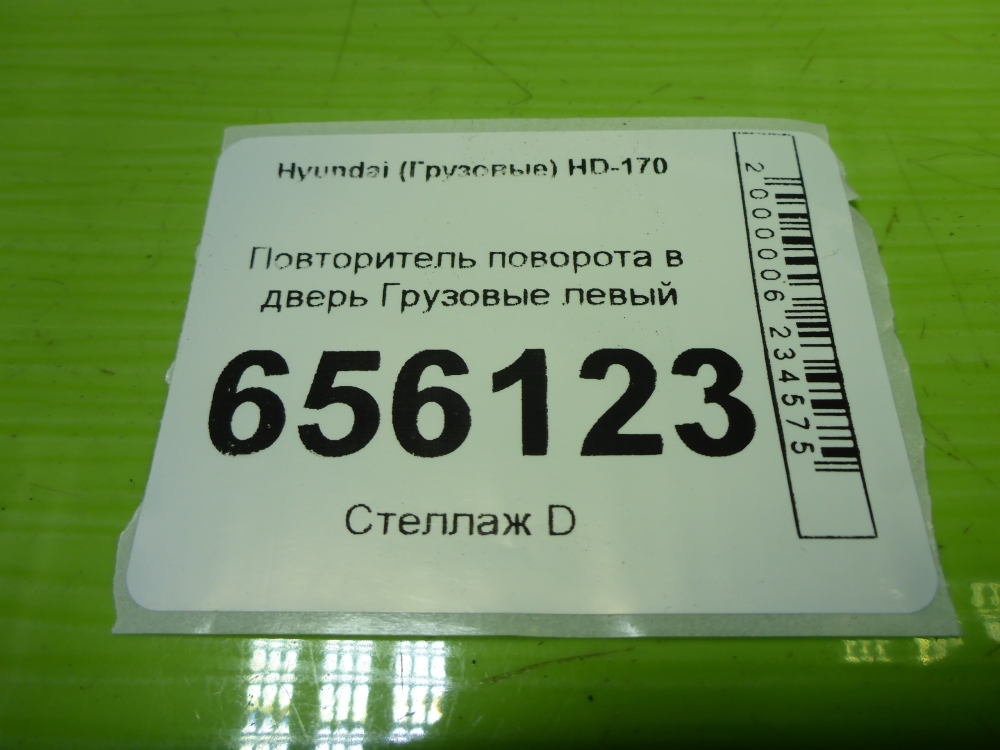 Hyundai (Грузовые) HD-170
Повторитель поворота в
дверь Грузовые левый
656123
Стеллаж D
2000006234575